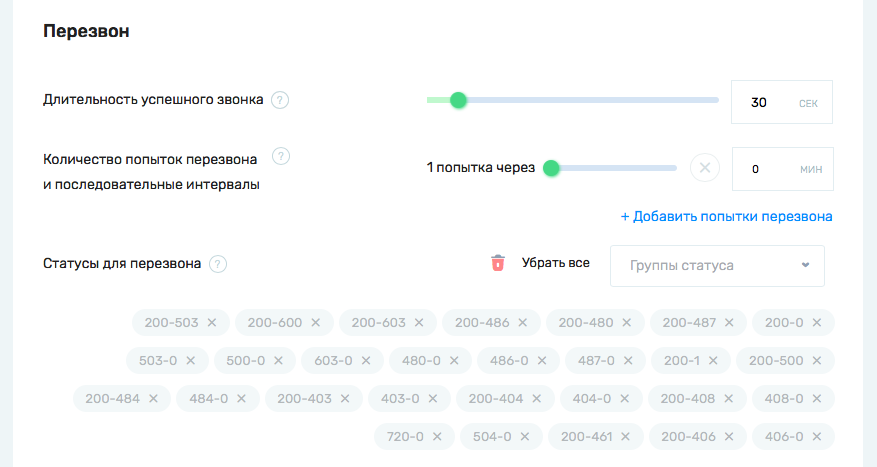 Перезвон
Длительность успешного звонка ? 30 СЕК
Количество попыток перезвона ?
и последовательные интервалы
1 попытка через 0 МИН
+ Добавить попытки перезвона
Статусы для перезвона ? Убрать все Группы статуса
200-503 × 200-600 × 200-603 × 200-486 × 200-480 × 200-487 × 200-0 ×
503-0 × 500-0 × 603-0 × 480-0 × 486-0 × 487-0 × 200-1 × 200-500 ×
200-484 × 484-0 × 200-403 × 403-0 × 200-404 × 404-0 × 200-408 × 408-0 ×
720-0 × 504-0 × 200-461 × 200-406 × 406-0 ×